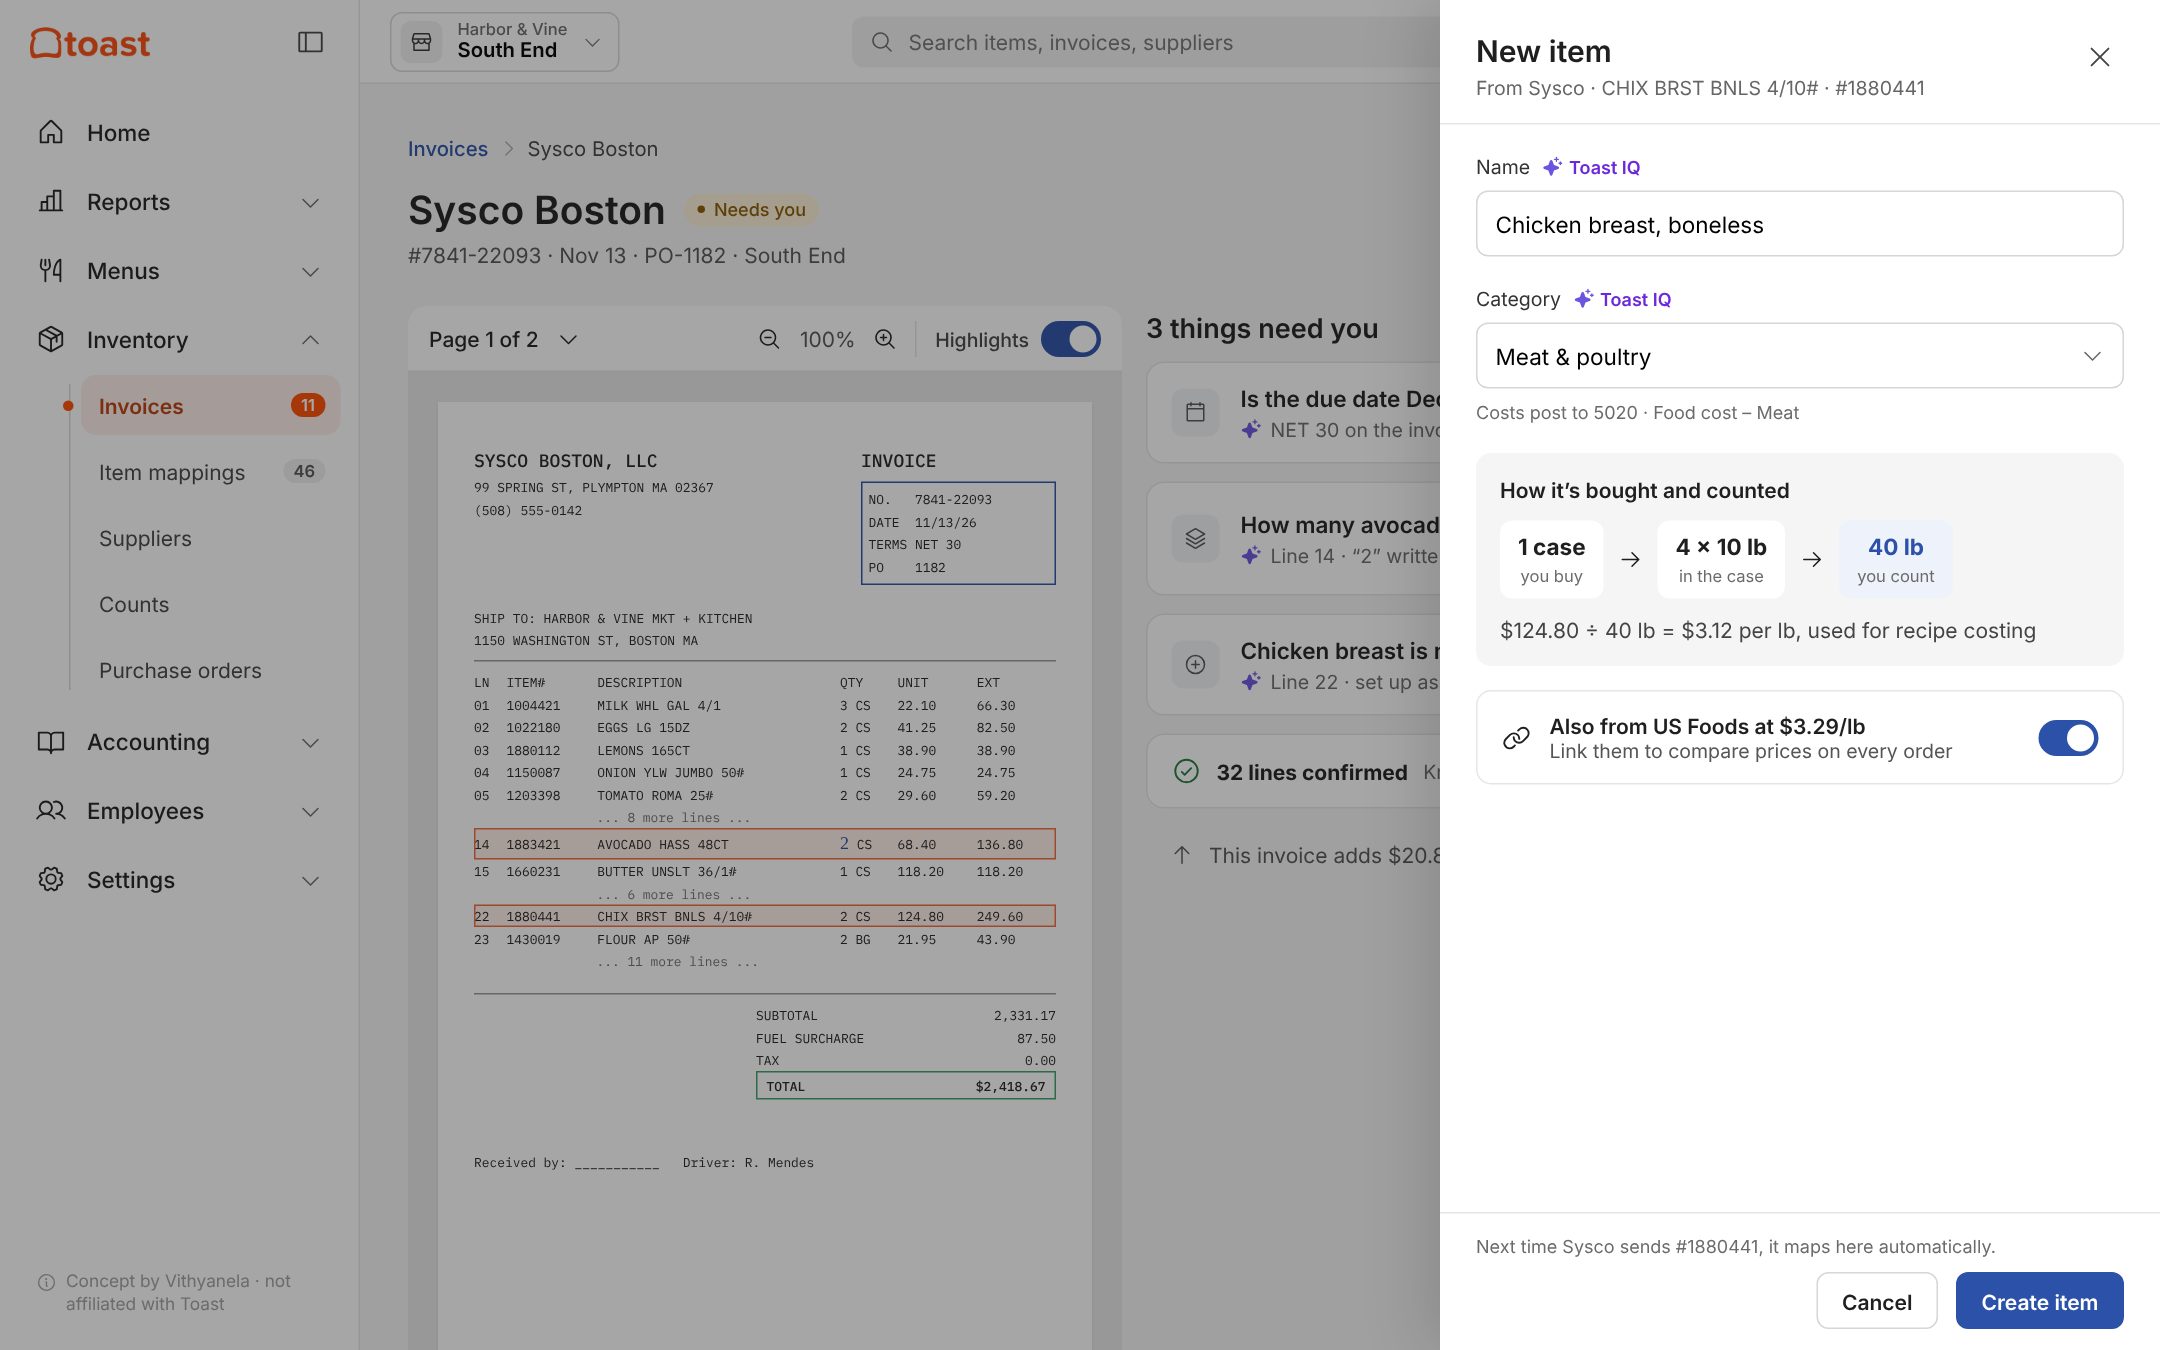 toast
Home
Reports
Menus
Inventory
Invoices 11
Item mappings 46
Suppliers
Counts
Purchase orders
Accounting
Employees
Settings
Concept by Vithyanela · not
affiliated with Toast
Harbor & Vine
South End
Search items, invoices, suppliers
Invoices Sysco Boston
Sysco Boston Needs you
#7841-22093 · Nov 13 · PO-1182 · South End
Page 1 of 2 100% Highlights
SYSCO BOSTON, LLC
99 SPRING ST, PLYMPTON MA 02367
(508) 555-0142
INVOICE
NO. 7841-22093
DATE 11/13/26
TERMS NET 30
PO 1182
SHIP TO: HARBOR & VINE MKT + KITCHEN
1150 WASHINGTON ST, BOSTON MA
LN ITEM# DESCRIPTION QTY UNIT EXT
01 1004421 MILK WHL GAL 4/1 3 CS 22.10 66.30
02 1022180 EGGS LG 15DZ 2 CS 41.25 82.50
03 1880112 LEMONS 165CT 1 CS 38.90 38.90
04 1150087 ONION YLW JUMBO 50# 1 CS 24.75 24.75
05 1203398 TOMATO ROMA 25# 2 CS 29.60 59.20
... 8 more lines ...
14 1883421 AVOCADO HASS 48CT 2 CS 68.40 136.80
15 1660231 BUTTER UNSLT 36/1# 1 CS 118.20 118.20
... 6 more lines ...
22 1880441 CHIX BRST BNLS 4/10# 2 CS 124.80 249.60
23 1430019 FLOUR AP 50# 2 BG 21.95 43.90
... 11 more lines ...
SUBTOTAL 2,331.17
FUEL SURCHARGE 87.50
TAX 0.00
TOTAL $2,418.67
Received by: ___________ Driver: R. Mendes
3 things need you
Is the due date Dec
NET 30 on the invo
How many avocad
Line 14 · “2” writte
Chicken breast is
Line 22 · set up as
32 lines confirmed
This invoice adds $20.8
New item
From Sysco · CHIX BRST BNLS 4/10# · #1880441
Name Toast IQ
Chicken breast, boneless
Category Toast IQ
Meat & poultry
Costs post to 5020 · Food cost – Meat
How it’s bought and counted
1 case → 4 × 10 lb → 40 lb
you buy in the case you count
$124.80 ÷ 40 lb = $3.12 per lb, used for recipe costing
Also from US Foods at $3.29/lb
Link them to compare prices on every order
Next time Sysco sends #1880441, it maps here automatically.
Cancel Create item